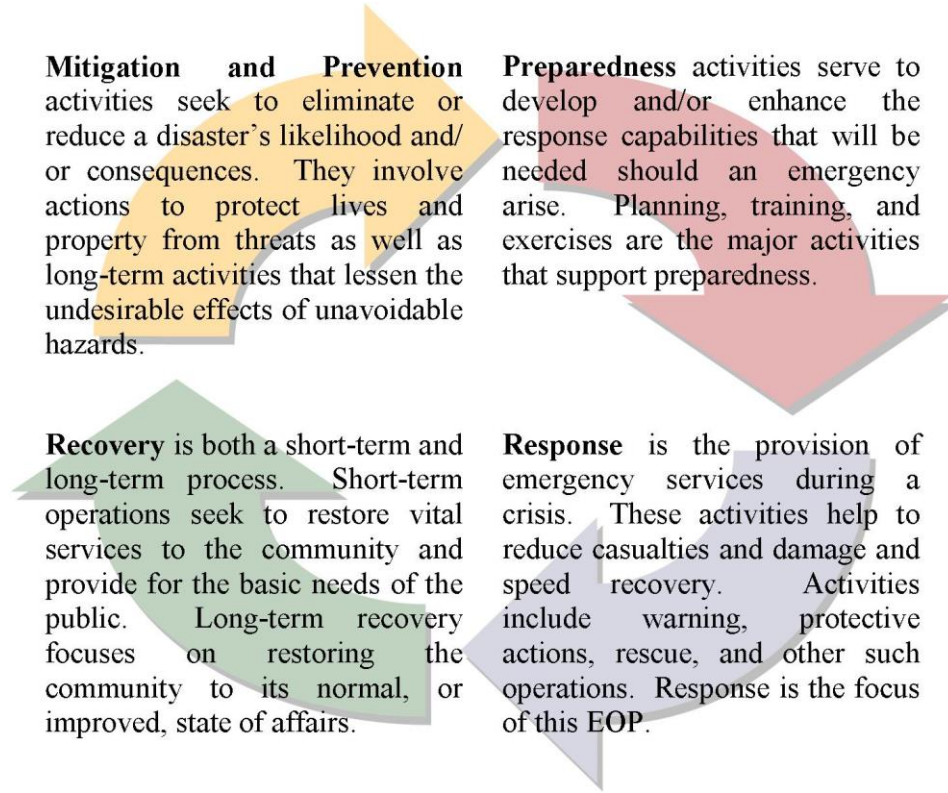 Mitigation and Prevention
activities seek to eliminate or
reduce a disaster's likelihood and/
or consequences. They involve
actions to protect lives and
property from threats as well as
long-term activities that lessen the
undesirable effects of unavoidable
hazards.
Preparedness activities serve to
develop and/or enhance the
response capabilities that will be
needed should an emergency
arise. Planning, training, and
exercises are the major activities
that support preparedness.
Recovery is both a short-term and
long-term process. Short-term
operations seek to restore vital
services to the community and
provide for the basic needs of the
public. Long-term recovery
focuses on restoring the
community to its normal, or
improved, state of affairs.
Response is the provision of
emergency services during a
crisis. These activities help to
reduce casualties and damage and
speed recovery. Activities
include warning, protective
actions, rescue, and other such
operations. Response is the focus
of this EOP.